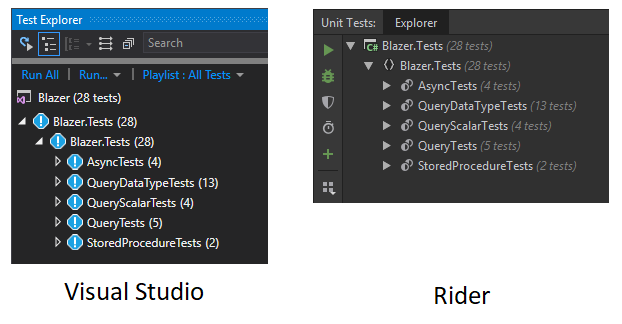 Test Explorer
Search
Run All | Run... | Playlist : All Tests
Blazer (28 tests)
Blazer.Tests (28)
Blazer.Tests (28)
AsyncTests (4)
QueryDataTypeTests (13)
QueryScalarTests (4)
QueryTests (5)
StoredProcedureTests (2)
Visual Studio
Unit Tests: Explorer
C# Blazer.Tests (28 tests)
Blazer.Tests (28 tests)
AsyncTests (4 tests)
QueryDataTypeTests (13 tests)
QueryScalarTests (4 tests)
QueryTests (5 tests)
StoredProcedureTests (2 tests)
Rider